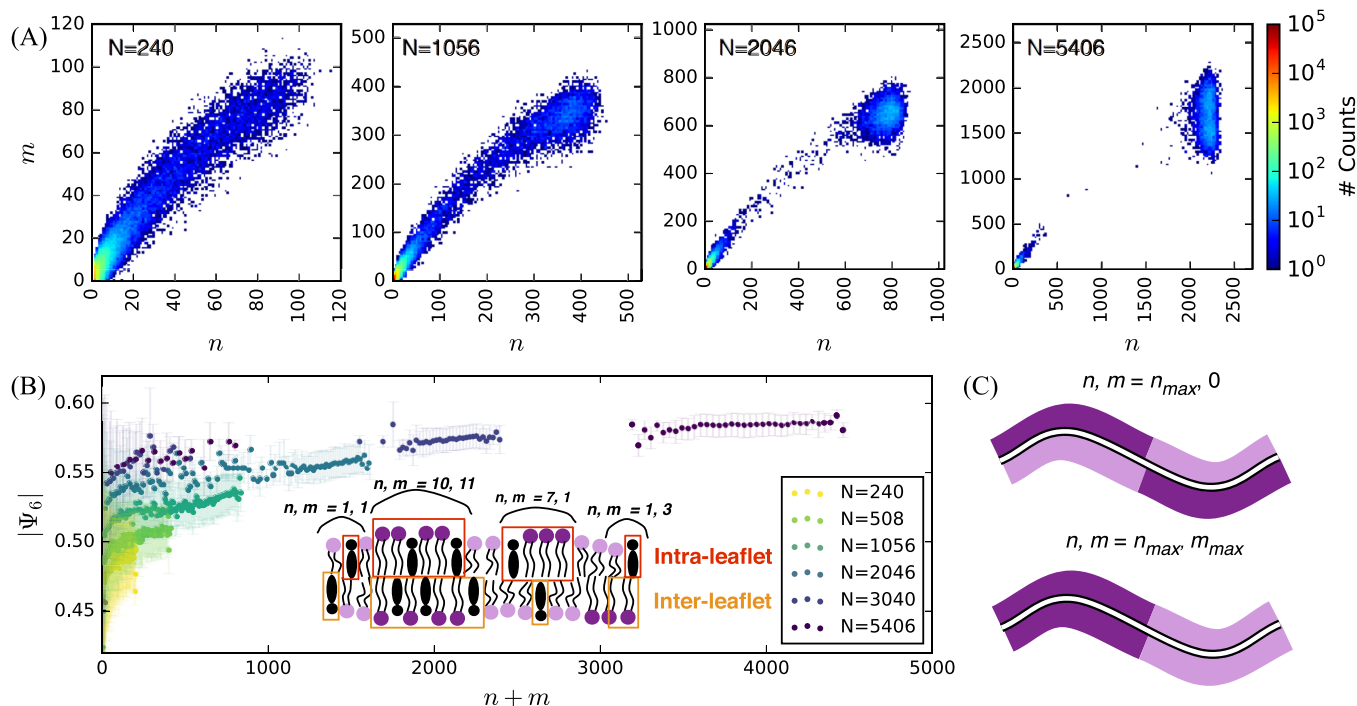 (A)
N=240
N=1056
N=2046
N=5406
m
120
100
80
60
40
20
0
0 20 40 60 80 100 120
n
500
400
300
200
100
0
0 100 200 300 400 500
n
1000
800
600
400
200
0
0 200 400 600 800 1000
n
2500
2000
1500
1000
500
0
0 500 1000 1500 2000 2500
n
10^5
10^4
10^3
10^2
10^1
10^0
# Counts
(B)
|Ψ_6|
0.60
0.55
0.50
0.45
0 1000 2000 3000 4000 5000
n + m
n, m = 1, 1
n, m = 10, 11
n, m = 7, 1
n, m = 1, 3
Intra-leaflet
Inter-leaflet
N=240
N=508
N=1056
N=2046
N=3040
N=5406
(C)
n, m = n_max, 0
n, m = n_max, m_max